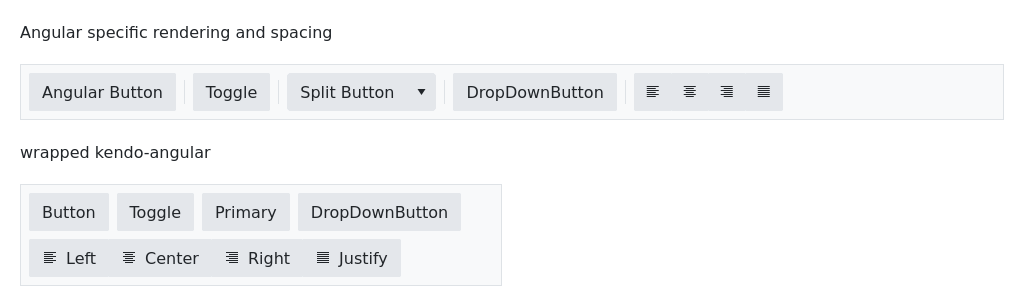 Angular specific rendering and spacing
Angular Button Toggle Split Button DropDownButton
wrapped kendo-angular
Button Toggle Primary DropDownButton
Left Center Right Justify